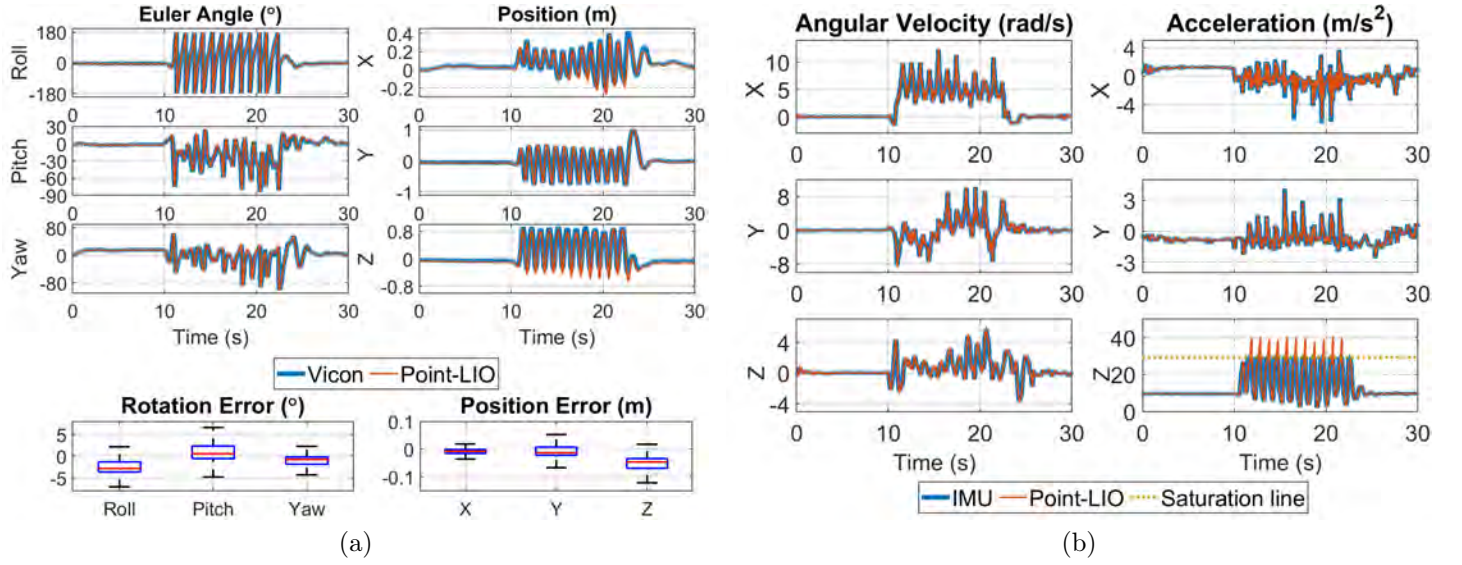 Euler Angle (°)
180
0
-180
Roll
0 10 20 30
30
0
-30
-60
-90
Pitch
0 10 20 30
80
0
-80
Yaw
0 10 20 30
Time (s)
Position (m)
0.4
0.2
0
-0.2
X
0 10 20 30
1
0
-1
Y
0 10 20 30
0.8
0
-0.8
Z
0 10 20 30
Time (s)
Vicon Point-LIO
Rotation Error (°)
5
0
-5
Roll Pitch Yaw
Position Error (m)
0.1
0
-0.1
X Y Z
(a)
Angular Velocity (rad/s)
10
5
0
X
0 10 20 30
8
0
-8
Y
0 10 20 30
4
0
-4
Z
0 10 20 30
Time (s)
Acceleration (m/s²)
4
0
-4
X
0 10 20 30
3
0
-3
Y
0 10 20 30
40
20
0
Z
0 10 20 30
Time (s)
IMU Point-LIO Saturation line
(b)